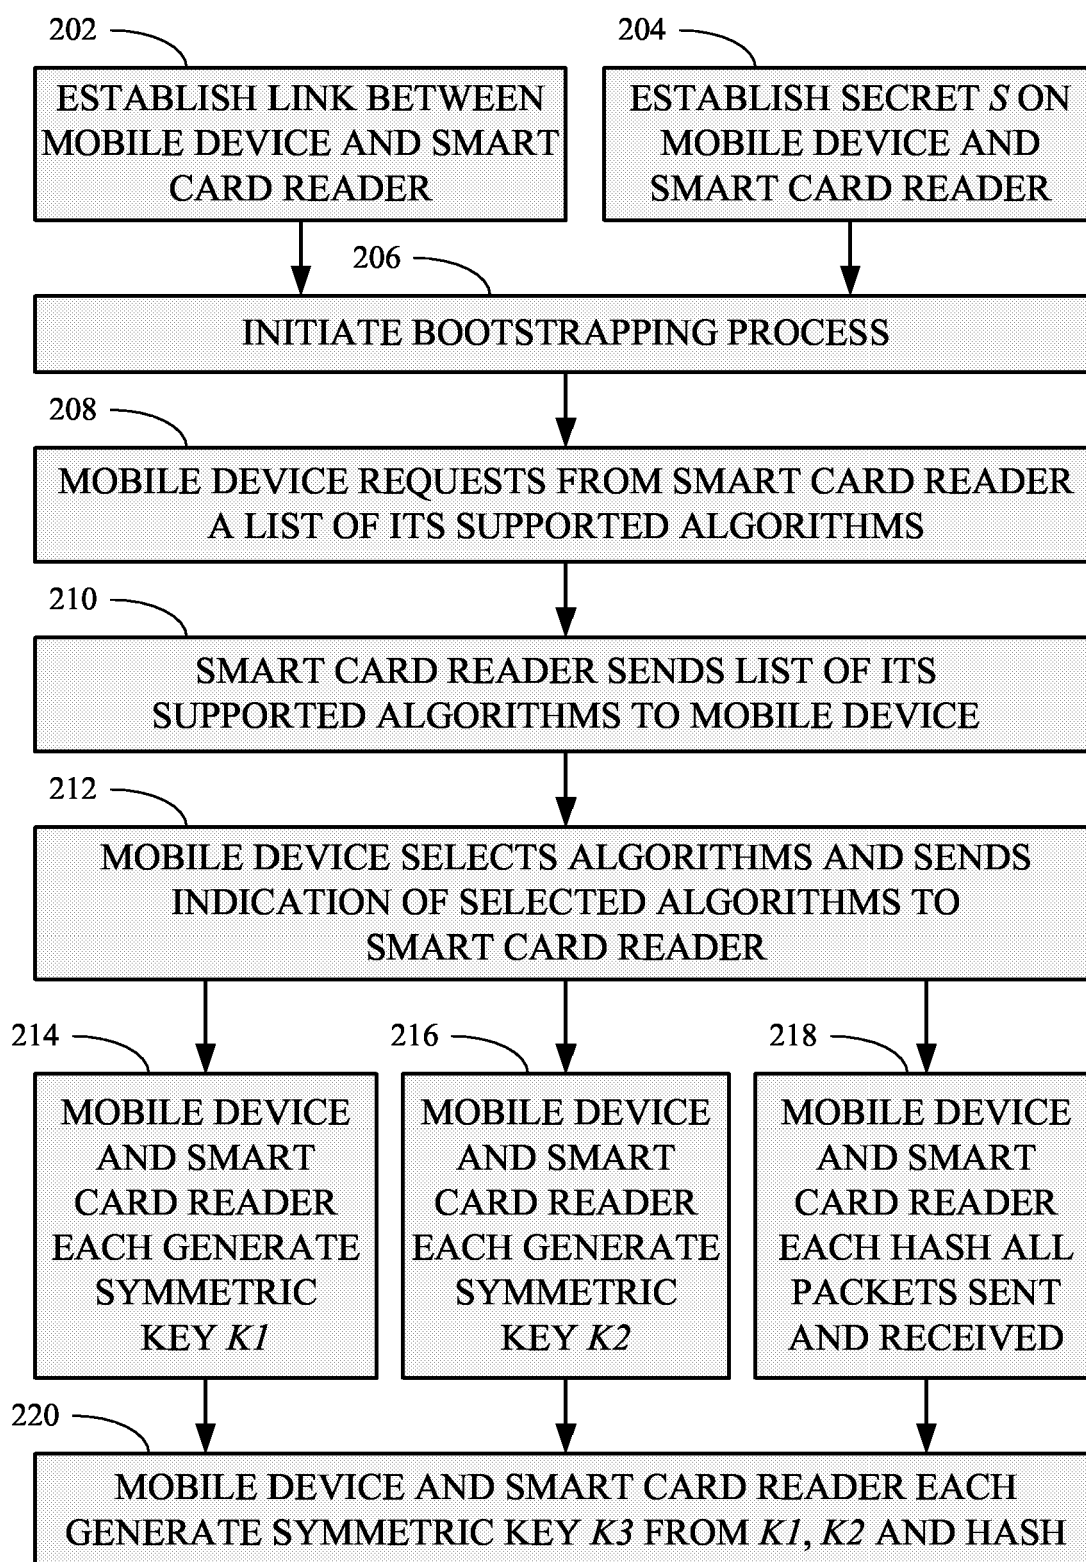 202
204
ESTABLISH LINK BETWEEN
MOBILE DEVICE AND SMART
CARD READER
ESTABLISH SECRET S ON
MOBILE DEVICE AND
SMART CARD READER
206
INITIATE BOOTSTRAPPING PROCESS
208
MOBILE DEVICE REQUESTS FROM SMART CARD READER
A LIST OF ITS SUPPORTED ALGORITHMS
210
SMART CARD READER SENDS LIST OF ITS
SUPPORTED ALGORITHMS TO MOBILE DEVICE
212
MOBILE DEVICE SELECTS ALGORITHMS AND SENDS
INDICATION OF SELECTED ALGORITHMS TO
SMART CARD READER
214
216
218
MOBILE DEVICE
AND SMART
CARD READER
EACH GENERATE
SYMMETRIC
KEY K1
MOBILE DEVICE
AND SMART
CARD READER
EACH GENERATE
SYMMETRIC
KEY K2
MOBILE DEVICE
AND SMART
CARD READER
EACH HASH ALL
PACKETS SENT
AND RECEIVED
220
MOBILE DEVICE AND SMART CARD READER EACH
GENERATE SYMMETRIC KEY K3 FROM K1, K2 AND HASH